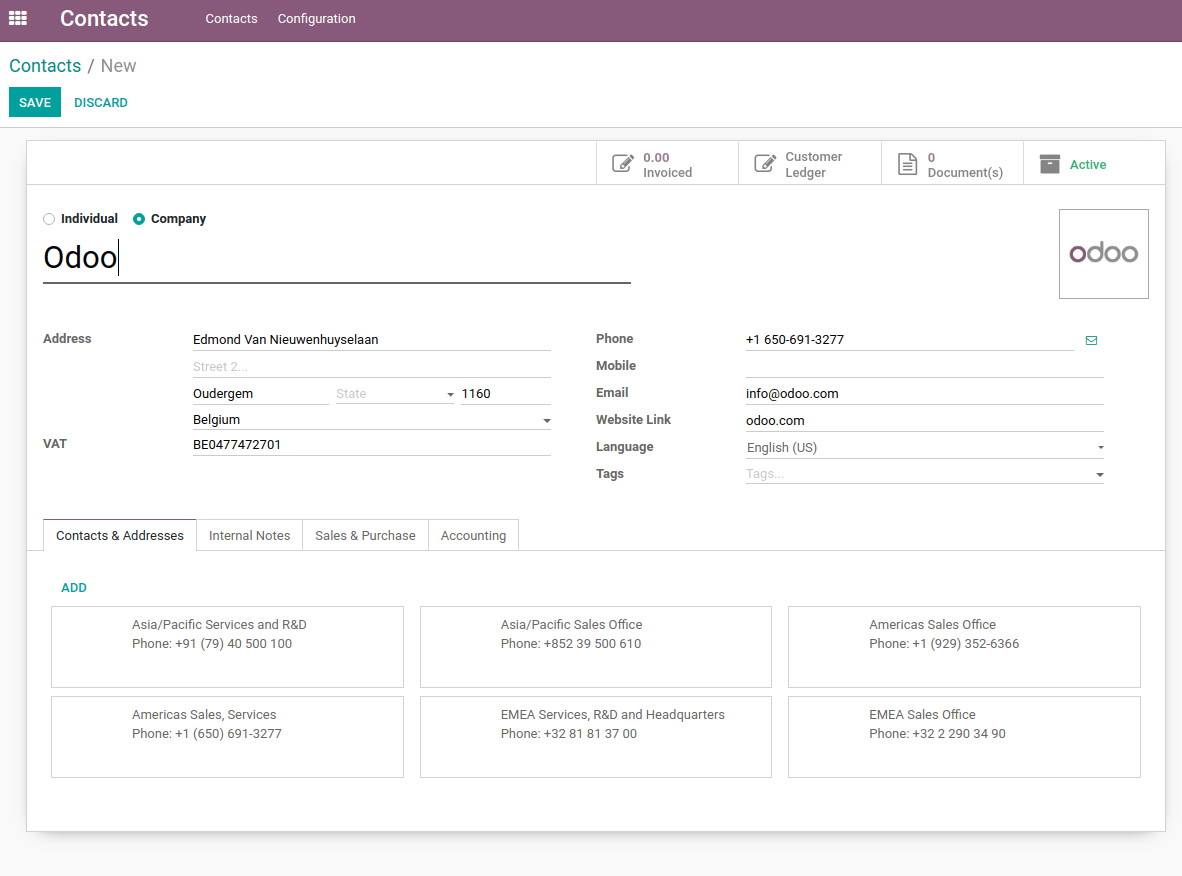 Contacts Contacts Configuration
Contacts / New
SAVE DISCARD
0.00 Invoiced
Customer Ledger
0 Document(s)
Active
Individual Company
Odoo
odoo
Address Edmond Van Nieuwenhuyselaan
Street 2...
Oudergem State 1160
Belgium
VAT BE0477472701
Phone +1 650-691-3277
Mobile
Email info@odoo.com
Website Link odoo.com
Language English (US)
Tags Tags...
Contacts & Addresses Internal Notes Sales & Purchase Accounting
ADD
Asia/Pacific Services and R&D
Phone: +91 (79) 40 500 100
Asia/Pacific Sales Office
Phone: +852 39 500 610
Americas Sales Office
Phone: +1 (929) 352-6366
Americas Sales, Services
Phone: +1 (650) 691-3277
EMEA Services, R&D and Headquarters
Phone: +32 81 81 37 00
EMEA Sales Office
Phone: +32 2 290 34 90